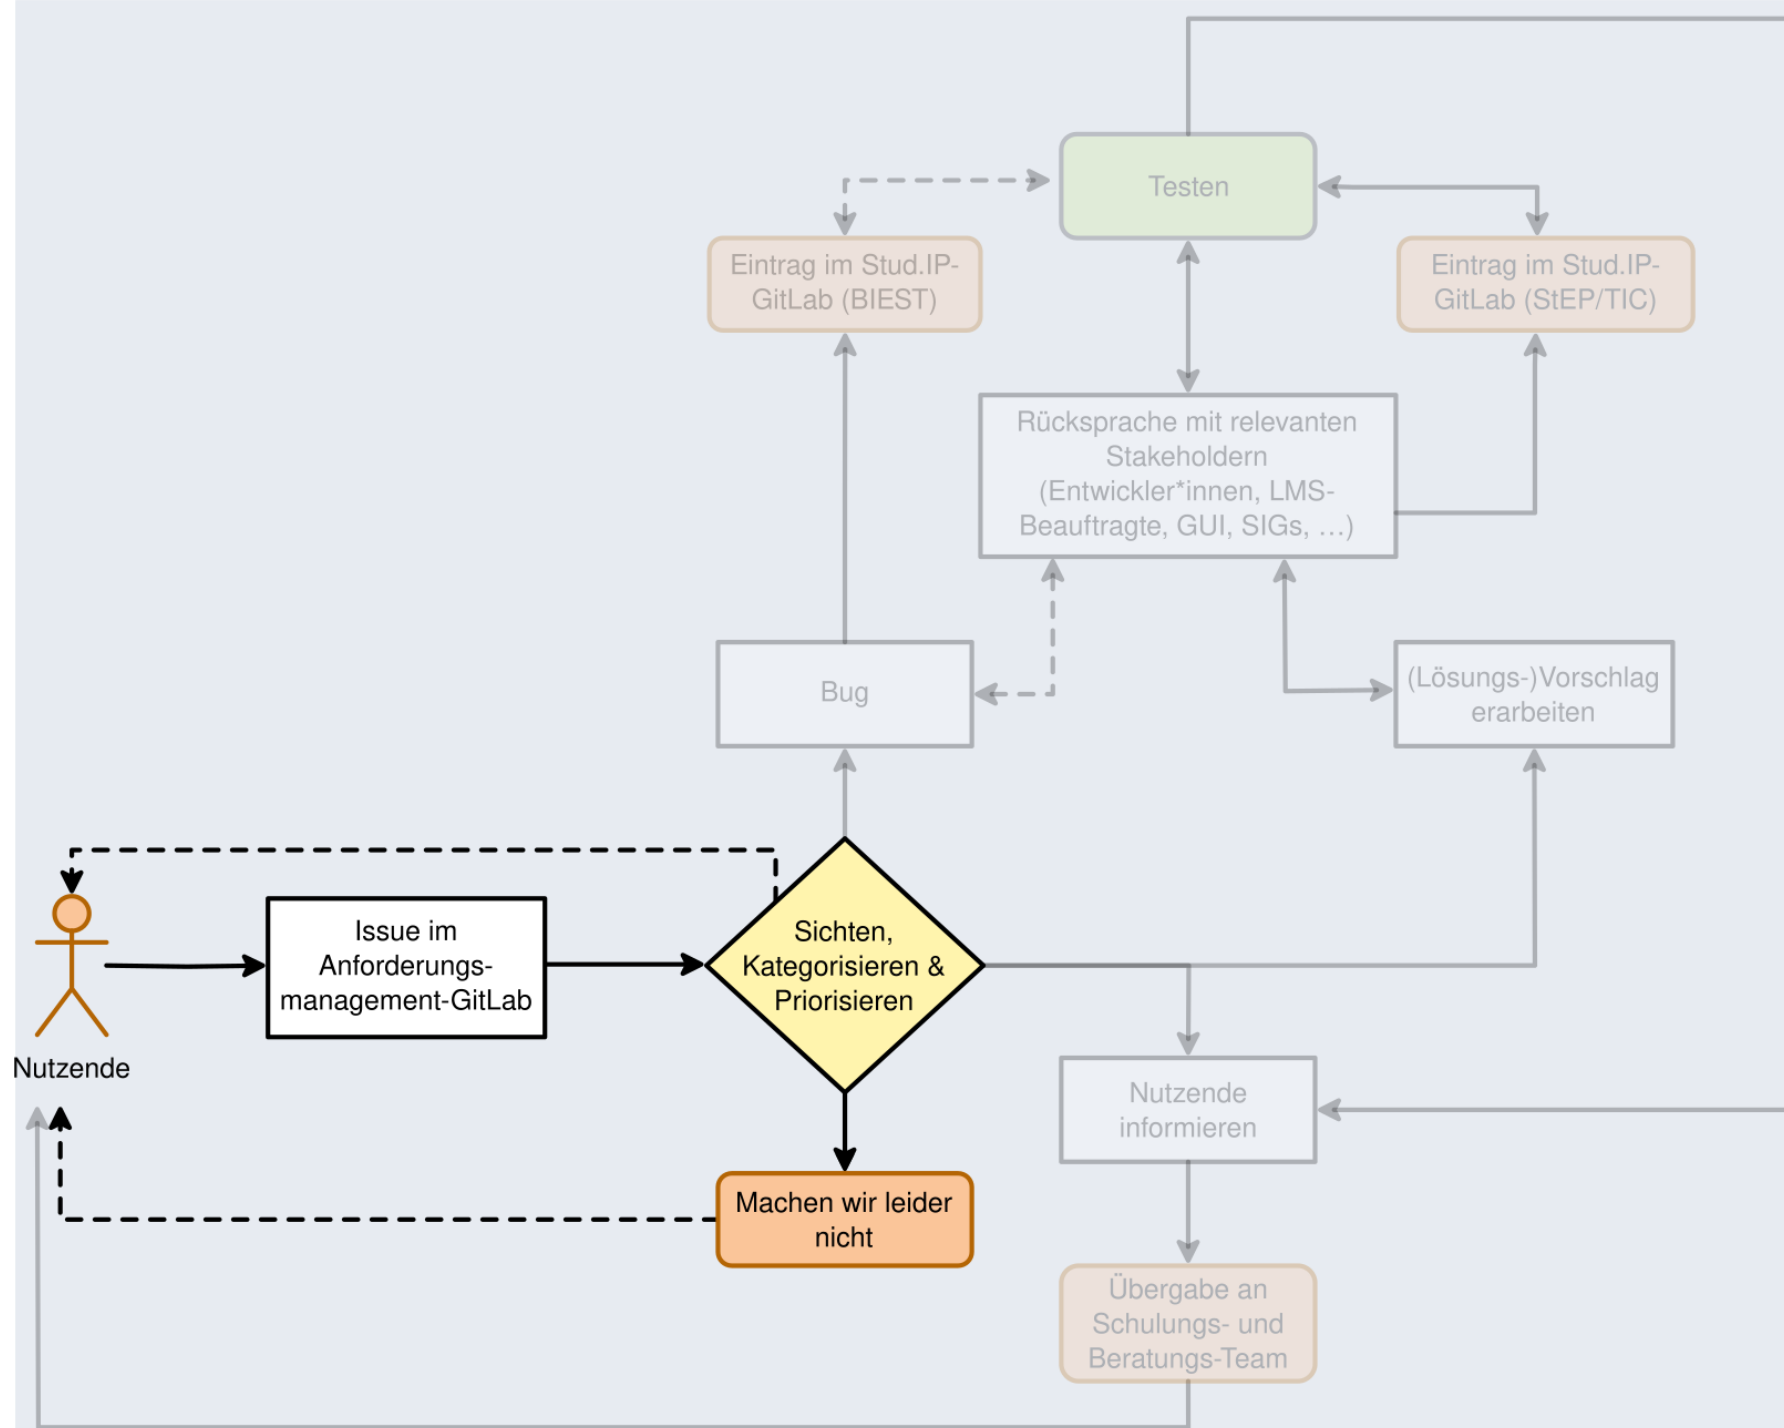 Testen
Eintrag im Stud.IP-
GitLab (BIEST)
Eintrag im Stud.IP-
GitLab (StEP/TIC)
Rücksprache mit relevanten
Stakeholdern
(Entwickler*innen, LMS-
Beauftragte, GUI, SIGs, …)
Bug
(Lösungs-)Vorschlag
erarbeiten
Issue im
Anforderungs-
management-GitLab
Sichten,
Kategorisieren &
Priorisieren
Nutzende
Nutzende
informieren
Machen wir leider
nicht
Übergabe an
Schulungs- und
Beratungs-Team